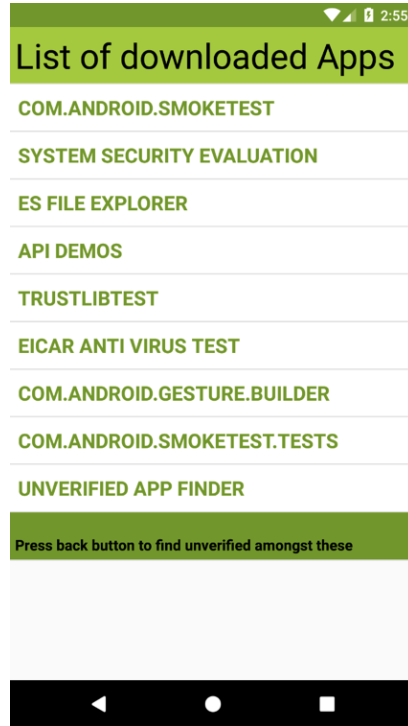 2:55
List of downloaded Apps
COM.ANDROID.SMOKETEST
SYSTEM SECURITY EVALUATION
ES FILE EXPLORER
API DEMOS
TRUSTLIBTEST
EICAR ANTI VIRUS TEST
COM.ANDROID.GESTURE.BUILDER
COM.ANDROID.SMOKETEST.TESTS
UNVERIFIED APP FINDER
Press back button to find unverified amongst these